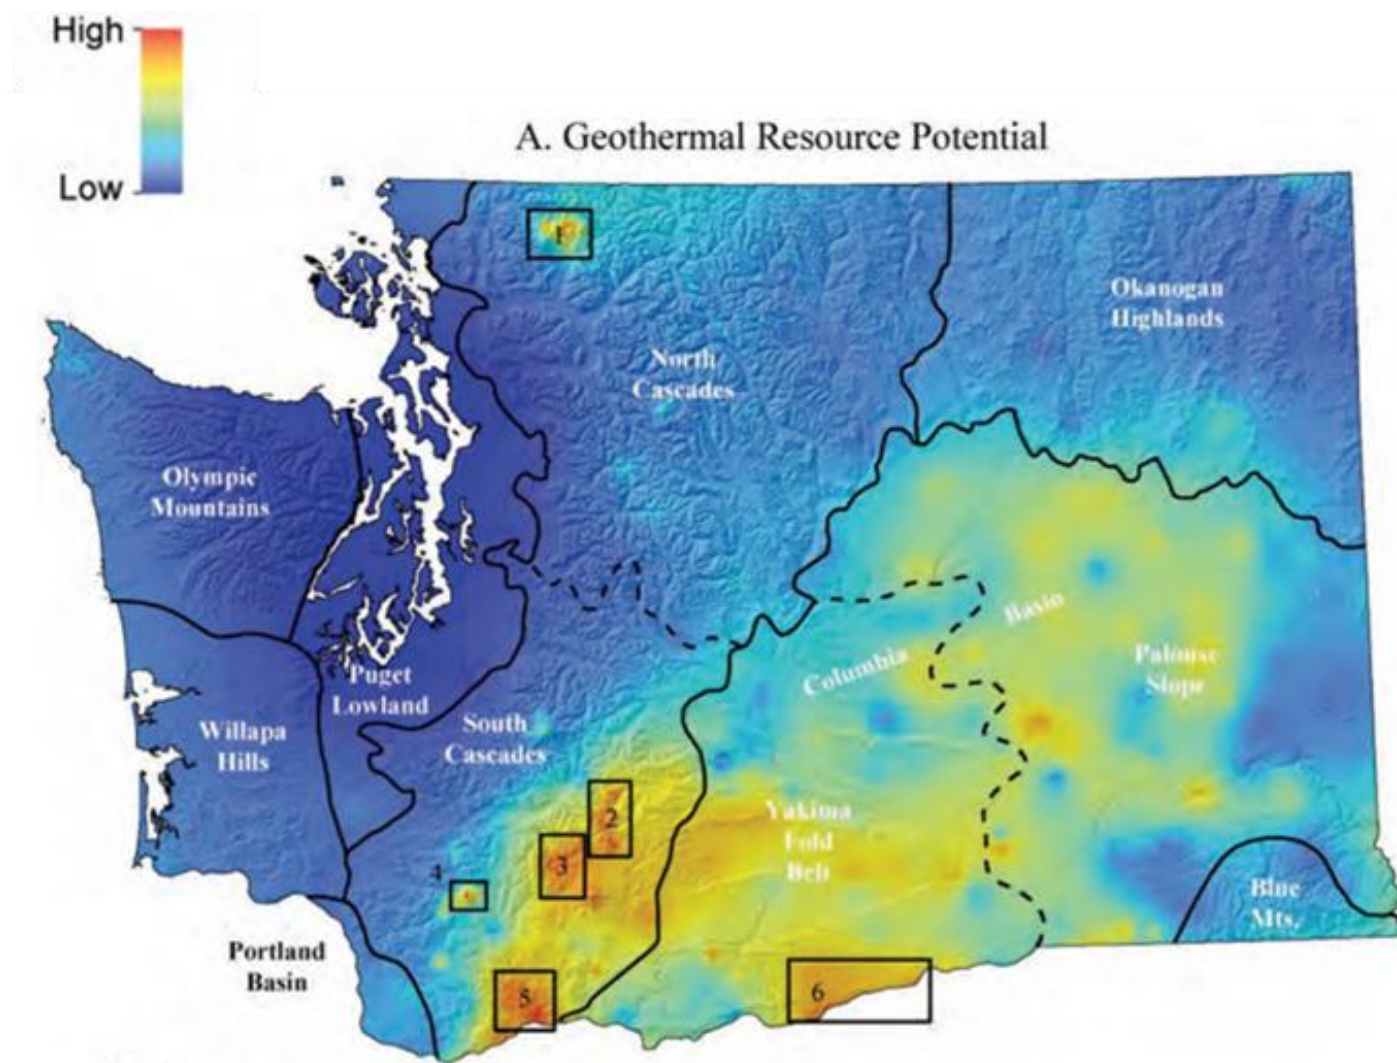 High
Low
A. Geothermal Resource Potential
1
Okanogan
Highlands
North
Cascades
Olympic
Mountains
Columbia
Basin
Palouse
Slope
Puget
Lowland
Willapa
Hills
South
Cascades
2
3
4
Yakima
Fold
Belt
Blue
Mts.
Portland
Basin
5
6